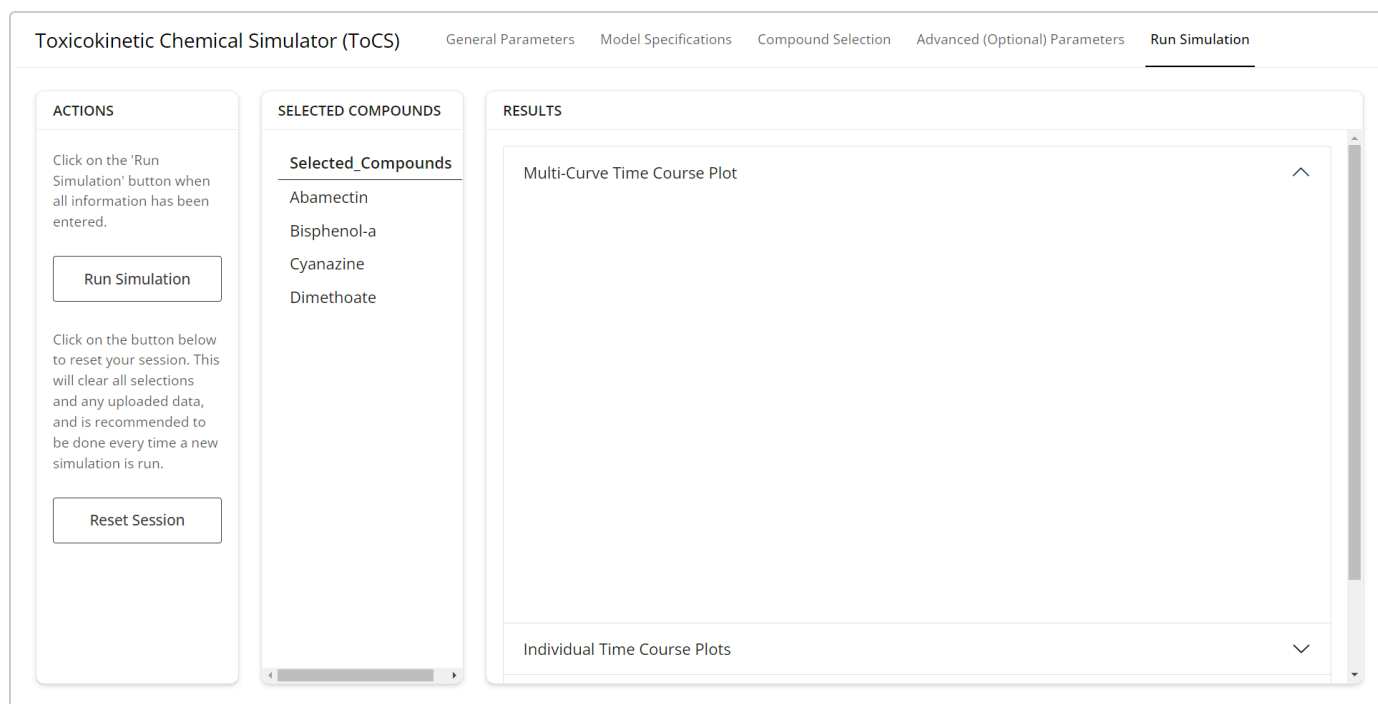 Toxicokinetic Chemical Simulator (ToCS)
General Parameters
Model Specifications
Compound Selection
Advanced (Optional) Parameters
Run Simulation
ACTIONS
Click on the 'Run
Simulation' button when
all information has been
entered.
Run Simulation
Click on the button below
to reset your session. This
will clear all selections
and any uploaded data,
and is recommended to
be done every time a new
simulation is run.
Reset Session
SELECTED COMPOUNDS
Selected_Compounds
Abamectin
Bisphenol-a
Cyanazine
Dimethoate
RESULTS
Multi-Curve Time Course Plot
Individual Time Course Plots